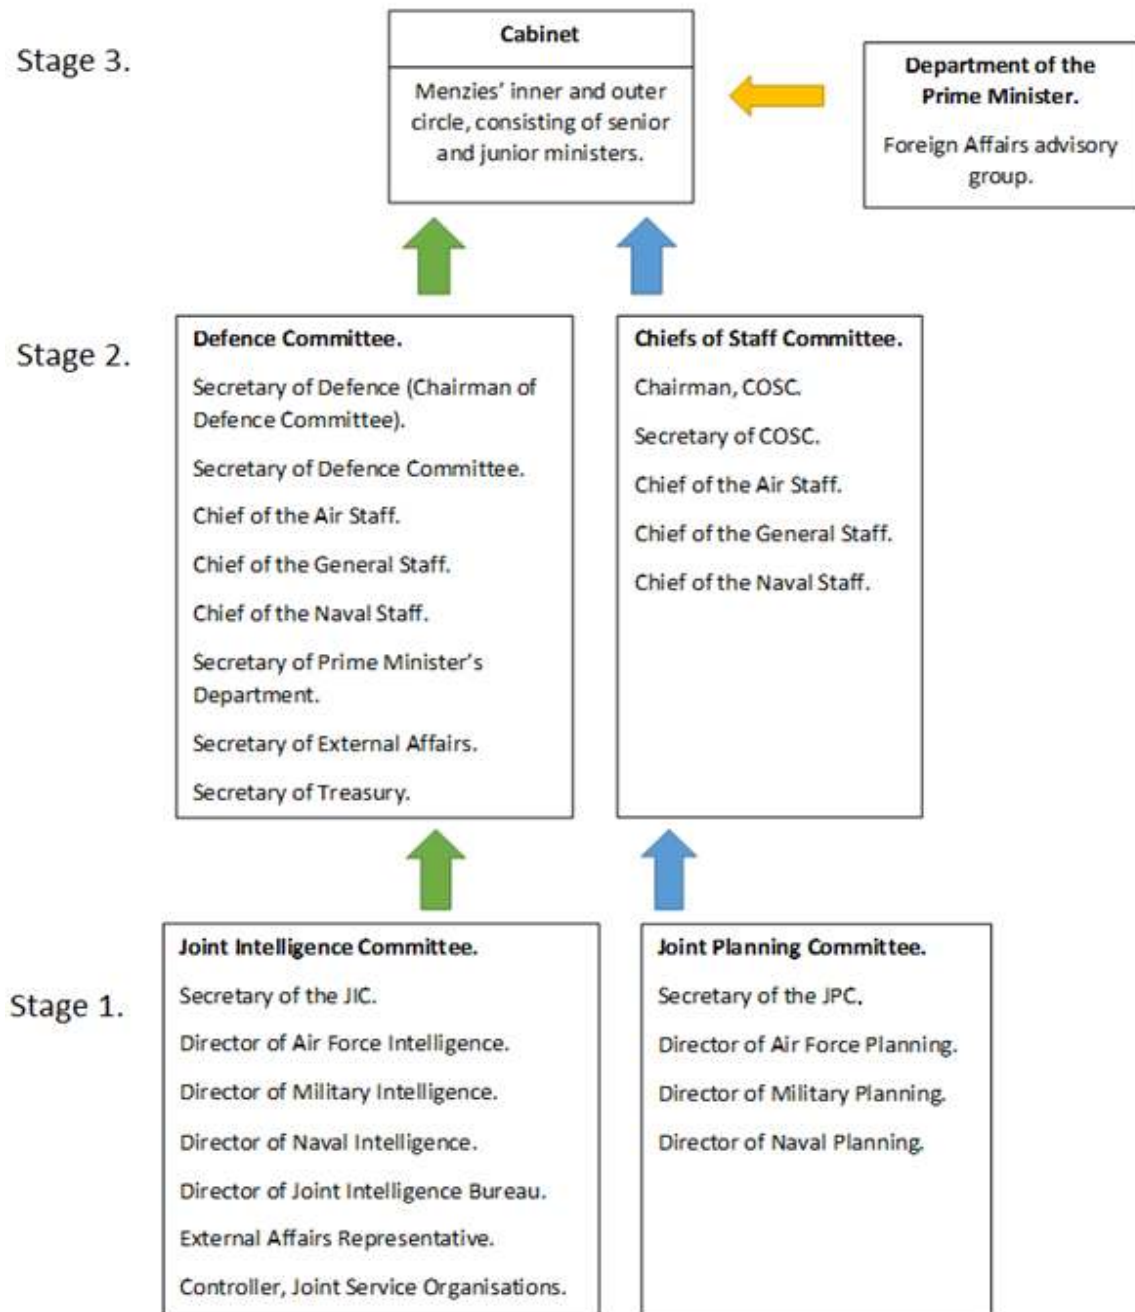 Stage 3.
Cabinet
Menzies’ inner and outer
circle, consisting of senior
and junior ministers.
Department of the
Prime Minister.
Foreign Affairs advisory
group.
Stage 2.
Defence Committee.
Secretary of Defence (Chairman of
Defence Committee).
Secretary of Defence Committee.
Chief of the Air Staff.
Chief of the General Staff.
Chief of the Naval Staff.
Secretary of Prime Minister’s
Department.
Secretary of External Affairs.
Secretary of Treasury.
Chiefs of Staff Committee.
Chairman, COSC.
Secretary of COSC.
Chief of the Air Staff.
Chief of the General Staff.
Chief of the Naval Staff.
Stage 1.
Joint Intelligence Committee.
Secretary of the JIC.
Director of Air Force Intelligence.
Director of Military Intelligence.
Director of Naval Intelligence.
Director of Joint Intelligence Bureau.
External Affairs Representative.
Controller, Joint Service Organisations.
Joint Planning Committee.
Secretary of the JPC.
Director of Air Force Planning.
Director of Military Planning.
Director of Naval Planning.